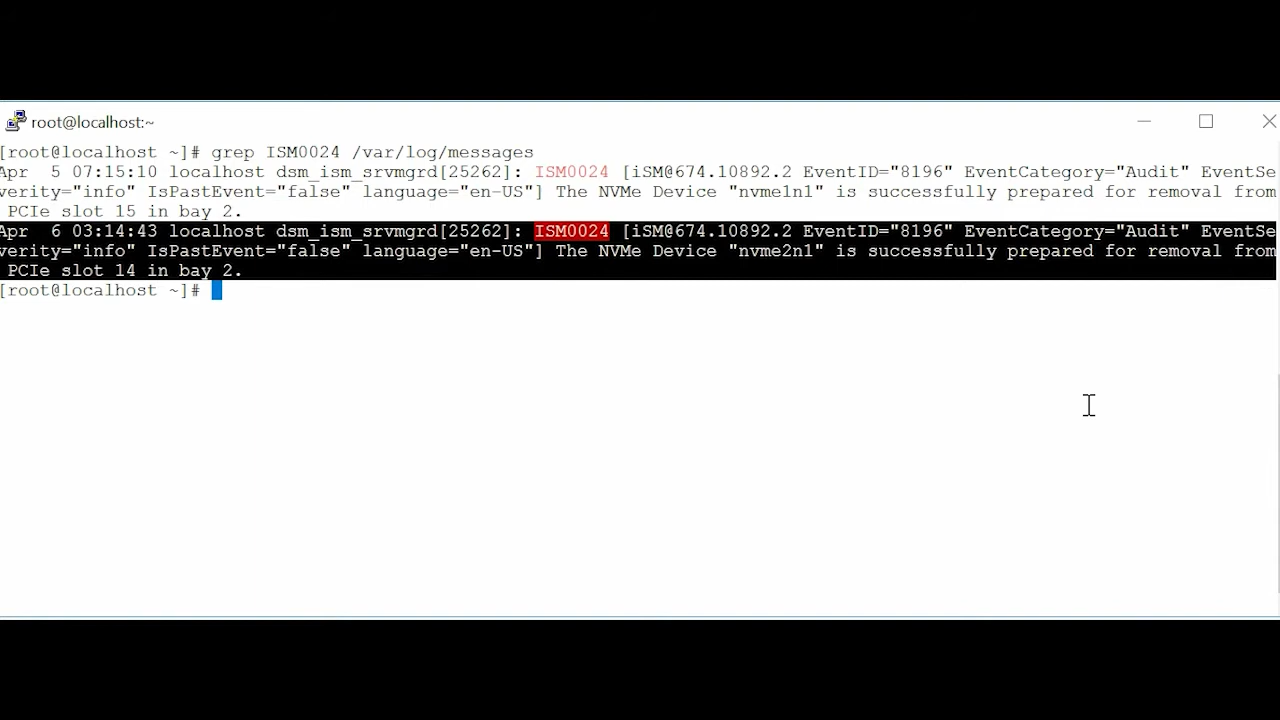 root@localhost:~
[root@localhost ~]# grep ISM0024 /var/log/messages
Apr  5 07:15:10 localhost dsm_ism_srvmgrd[25262]: ISM0024 [iSM@674.10892.2 EventID="8196" EventCategory="Audit" EventSe
verity="info" IsPastEvent="false" language="en-US"] The NVMe Device "nvme1n1" is successfully prepared for removal from
 PCIe slot 15 in bay 2.
Apr  6 03:14:43 localhost dsm_ism_srvmgrd[25262]: ISM0024 [iSM@674.10892.2 EventID="8196" EventCategory="Audit" EventSe
verity="info" IsPastEvent="false" language="en-US"] The NVMe Device "nvme2n1" is successfully prepared for removal from
 PCIe slot 14 in bay 2.
[root@localhost ~]#